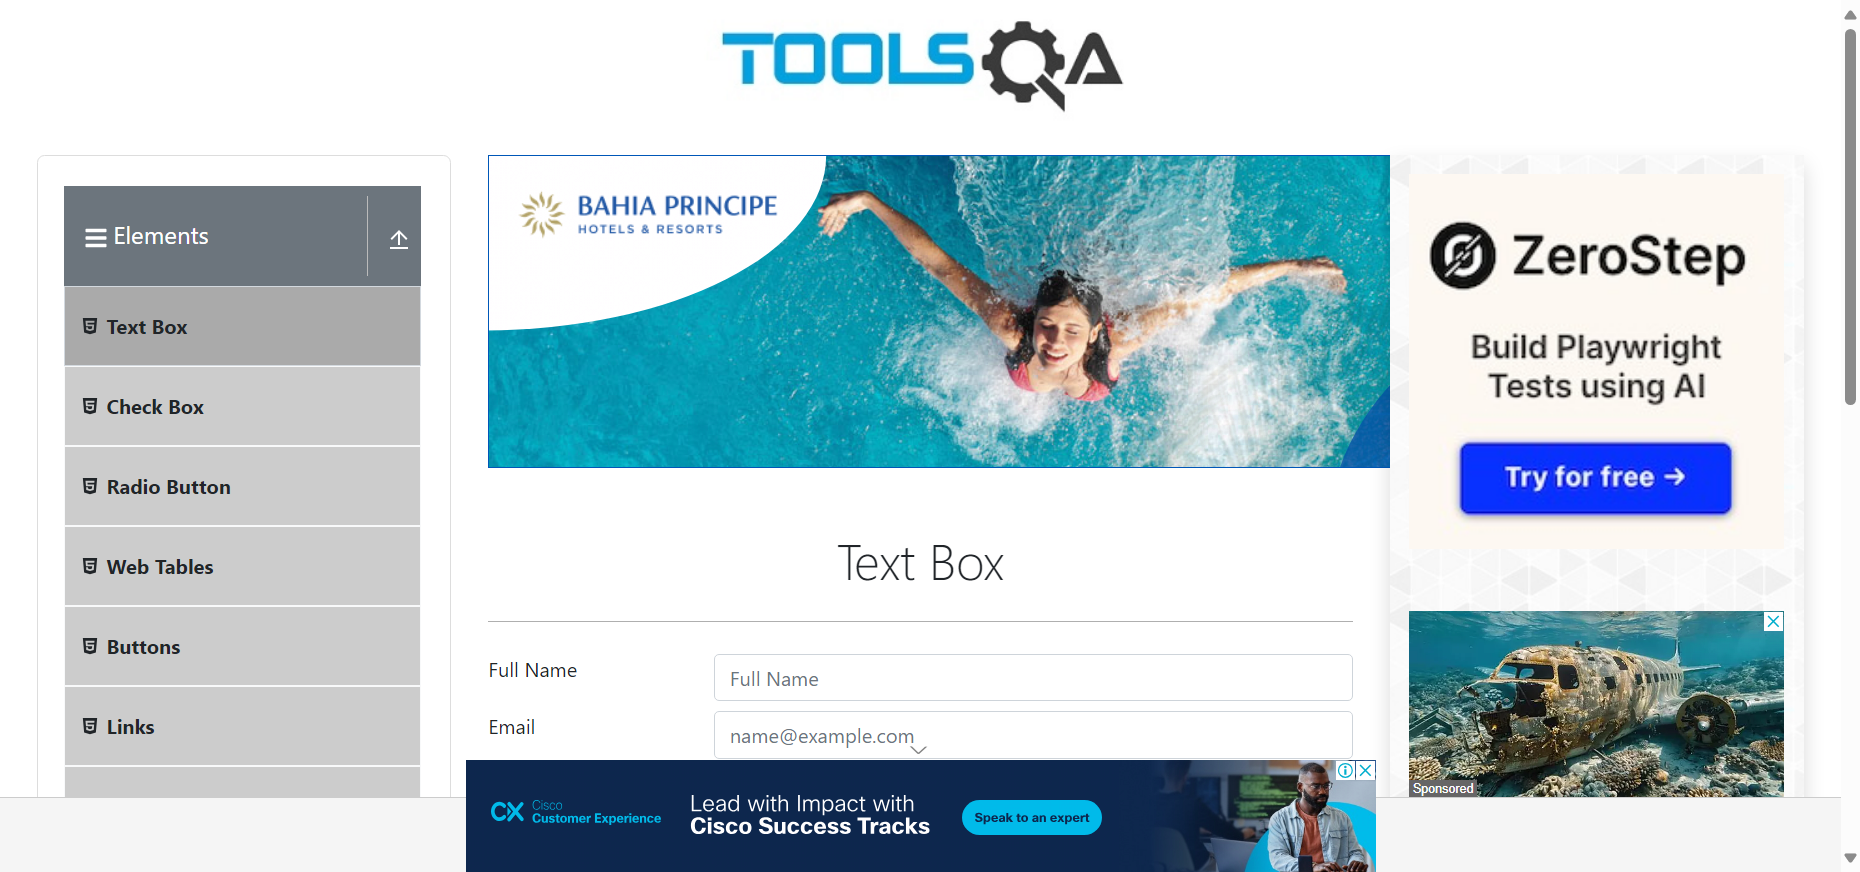 TOOLSQA
Elements
Text Box
Check Box
Radio Button
Web Tables
Buttons
Links
BAHIA PRINCIPE
HOTELS & RESORTS
Text Box
Full Name
Full Name
Email
name@example.com
ZeroStep
Build Playwright
Tests using AI
Try for free →
Sponsored
CX Cisco
Customer Experience
Lead with Impact with
Cisco Success Tracks
Speak to an expert